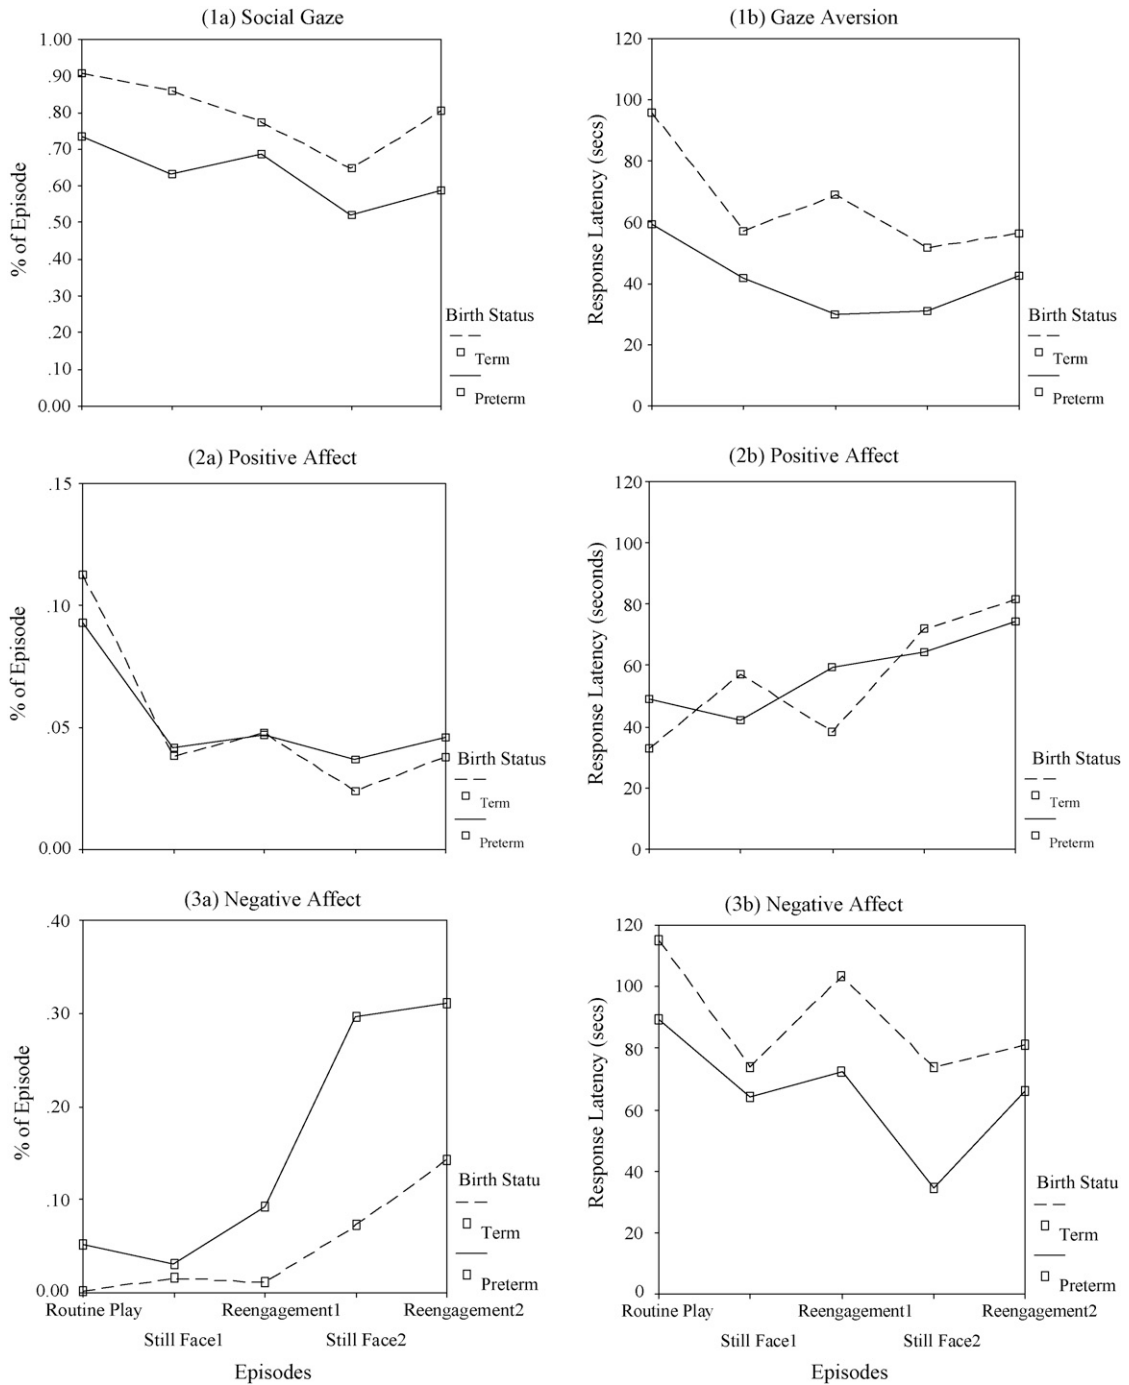 (1a) Social Gaze
1.00
.90
.80
.70
.60
.50
.40
.30
.20
.10
0.00
% of Episode
Birth Status
Term
Preterm
(1b) Gaze Aversion
120
100
80
60
40
20
0
Response Latency (secs)
Birth Status
Term
Preterm
(2a) Positive Affect
.15
.10
.05
0.00
% of Episode
Birth Status
Term
Preterm
(2b) Positive Affect
120
100
80
60
40
20
0
Response Latency (seconds)
Birth Status
Term
Preterm
(3a) Negative Affect
.40
.30
.20
.10
0.00
% of Episode
Birth Statu
Term
Preterm
Routine Play
Reengagement1
Reengagement2
Still Face1
Still Face2
Episodes
(3b) Negative Affect
120
100
80
60
40
20
0
Response Latency (secs)
Birth Statu
Term
Preterm
Routine Play
Reengagement1
Reengagement2
Still Face1
Still Face2
Episodes